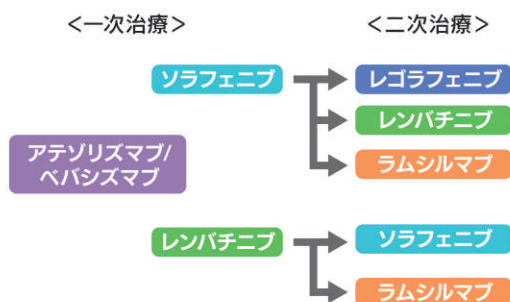 <一次治療>
<二次治療>
ソラフェニブ
レゴラフェニブ
レンバチニブ
ラムシルマブ
アテゾリズマブ/
ベバシズマブ
レンバチニブ
ソラフェニブ
ラムシルマブ